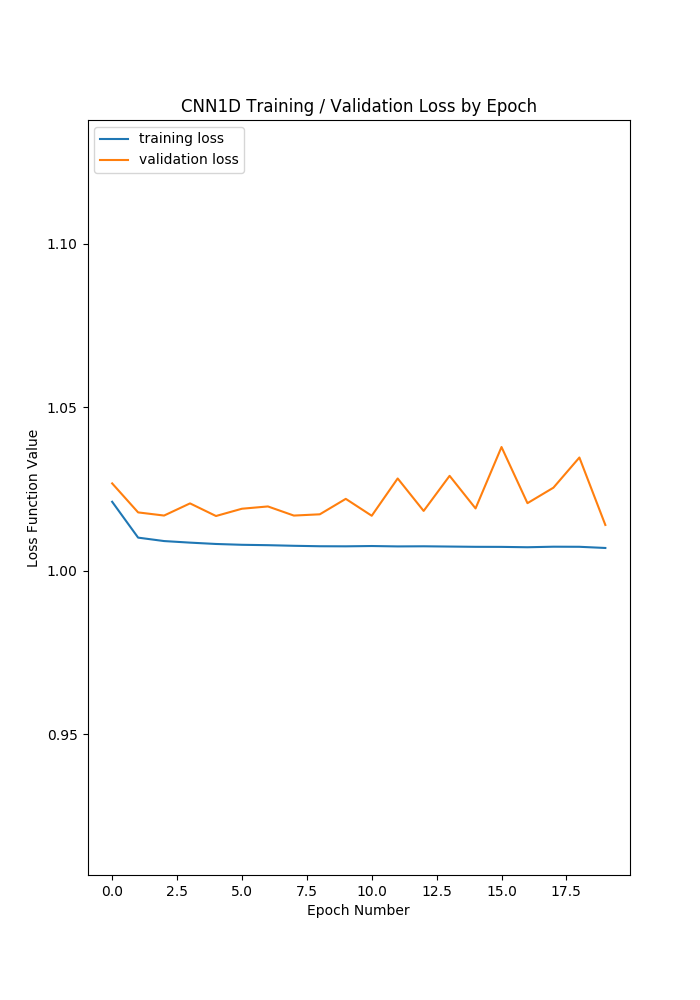 CNN1D Training / Validation Loss by Epoch
training loss
validation loss
1.10
1.05
1.00
0.95
Loss Function Value
0.0 2.5 5.0 7.5 10.0 12.5 15.0 17.5
Epoch Number